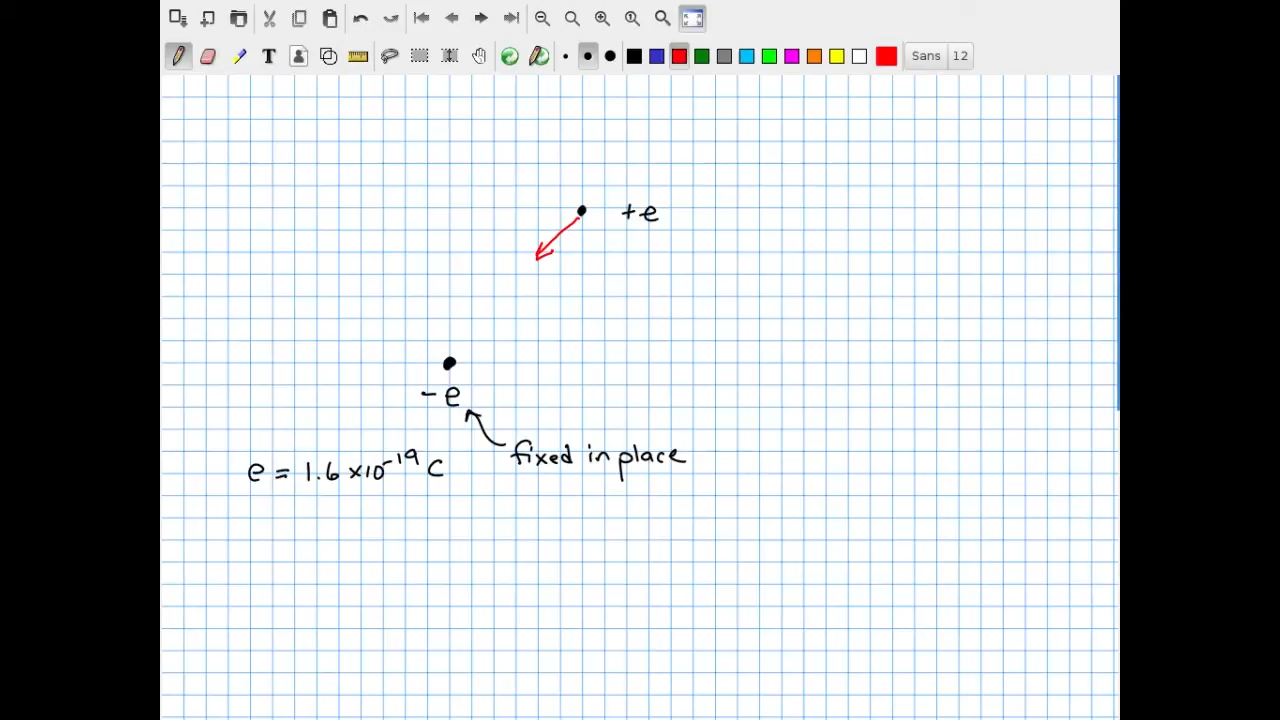 Sans 12
+e
-e
fixed in place
e = 1.6 ×10⁻¹⁹ C